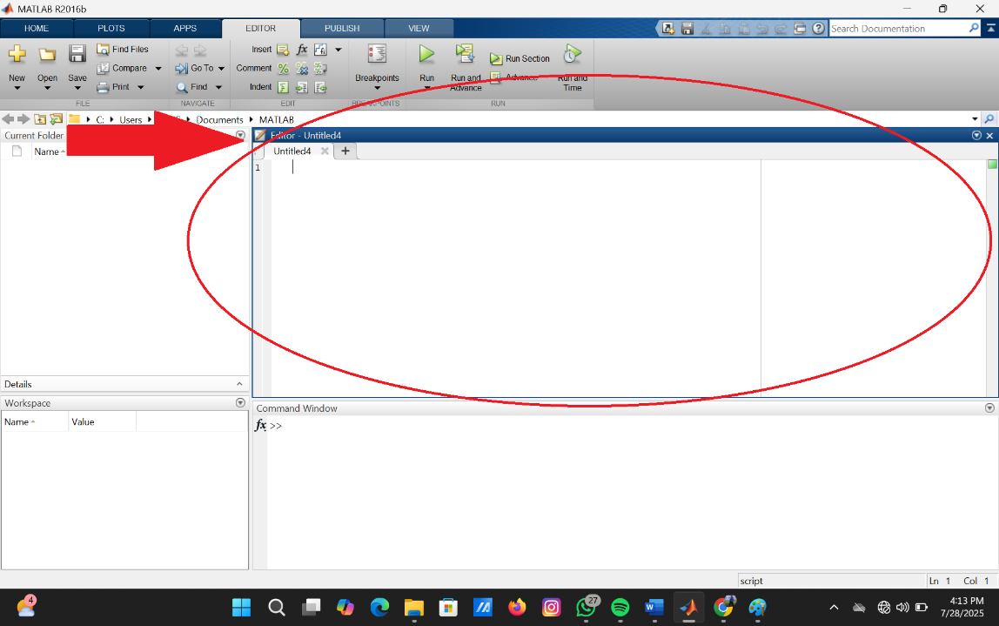 MATLAB R2016b
HOME PLOTS APPS EDITOR PUBLISH VIEW
Search Documentation
New Open Save
Find Files
Compare
Print
FILE
Go To
Find
NAVIGATE
Insert
Comment
Indent
EDIT
Breakpoints
Run
Run and
Advance
Run Section
Advance
Run and
Time
RUN
C: Users Documents MATLAB
Current Folder
Name
Editor - Untitled4
Untitled4
1
Details
Workspace
Name Value
Command Window
fx >>
script
Ln 1 Col 1
4
27
4:13 PM
7/28/2025